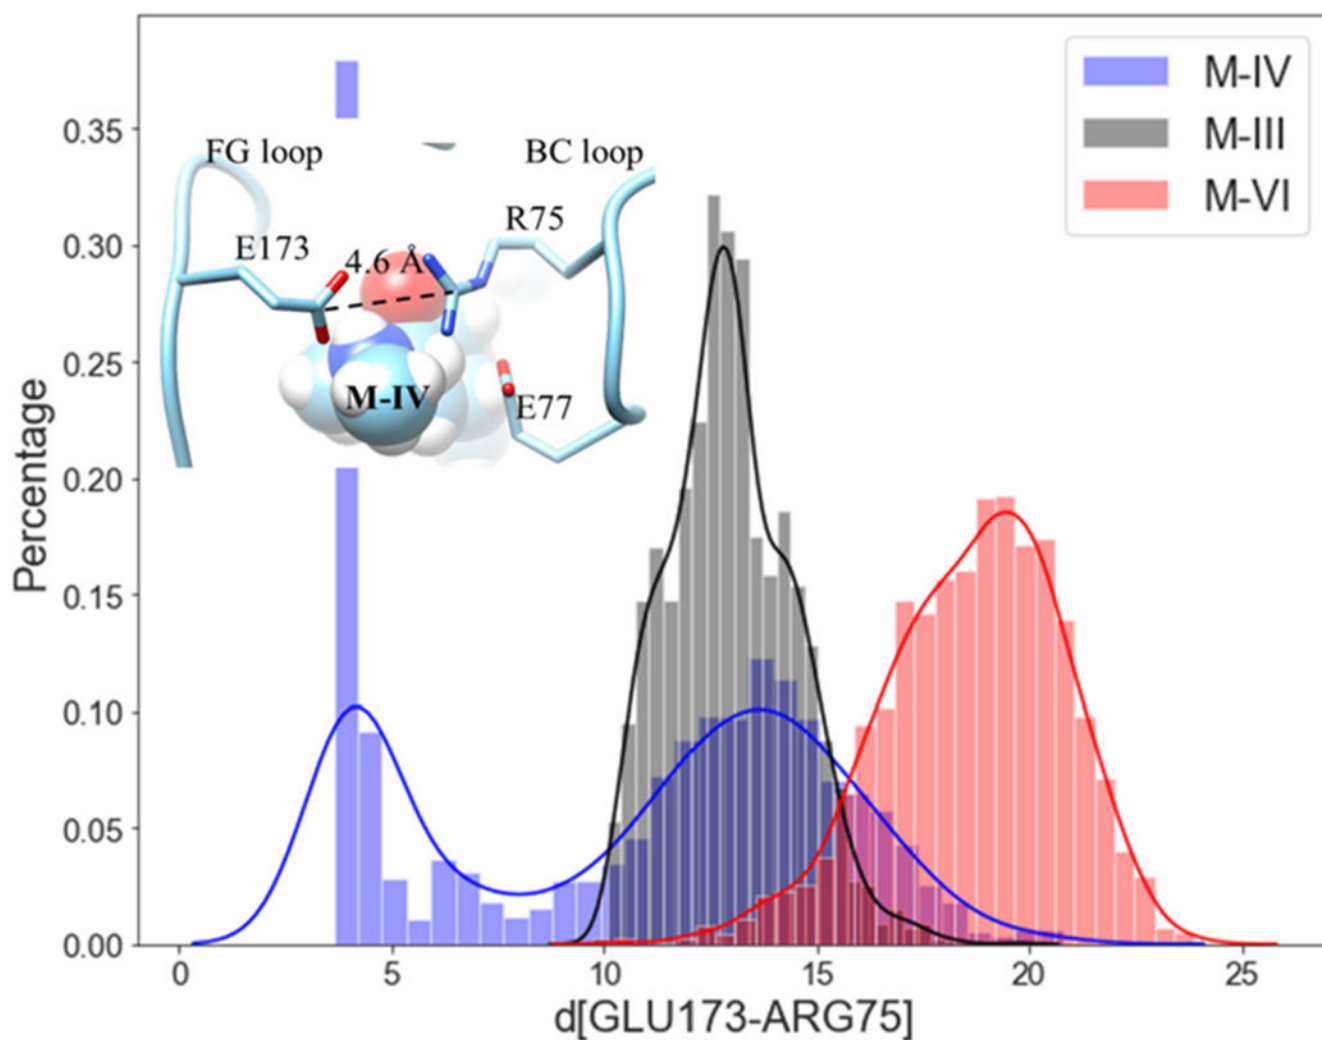 M-IV
M-III
M-VI
FG loop
BC loop
R75
E173
4.6 Å
M-IV
E77
Percentage
0.35
0.30
0.25
0.20
0.15
0.10
0.05
0.00
0 5 10 15 20 25
d[GLU173-ARG75]